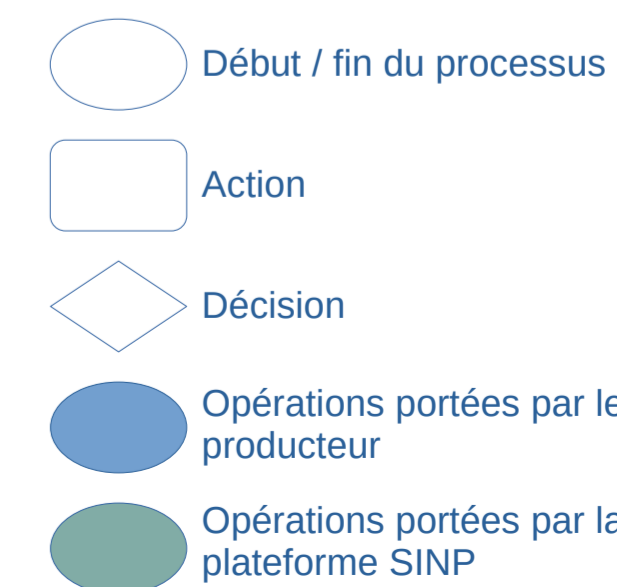 Début / fin du processus
Action
Décision
Opérations portées par le
producteur
Opérations portées par la
plateforme SINP